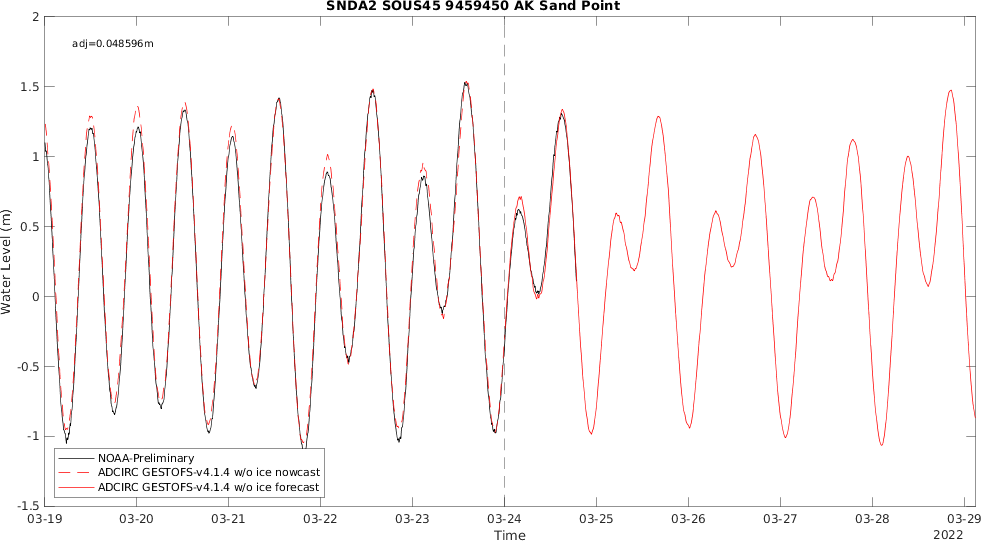 SNDA2 SOUS45 9459450 AK Sand Point
adj=0.048596m
2
1.5
1
0.5
0
-0.5
-1
-1.5
Water Level (m)
NOAA-Preliminary
ADCIRC GESTOFS-v4.1.4 w/o ice nowcast
ADCIRC GESTOFS-v4.1.4 w/o ice forecast
03-19 03-20 03-21 03-22 03-23 03-24 03-25 03-26 03-27 03-28 03-29
Time
2022